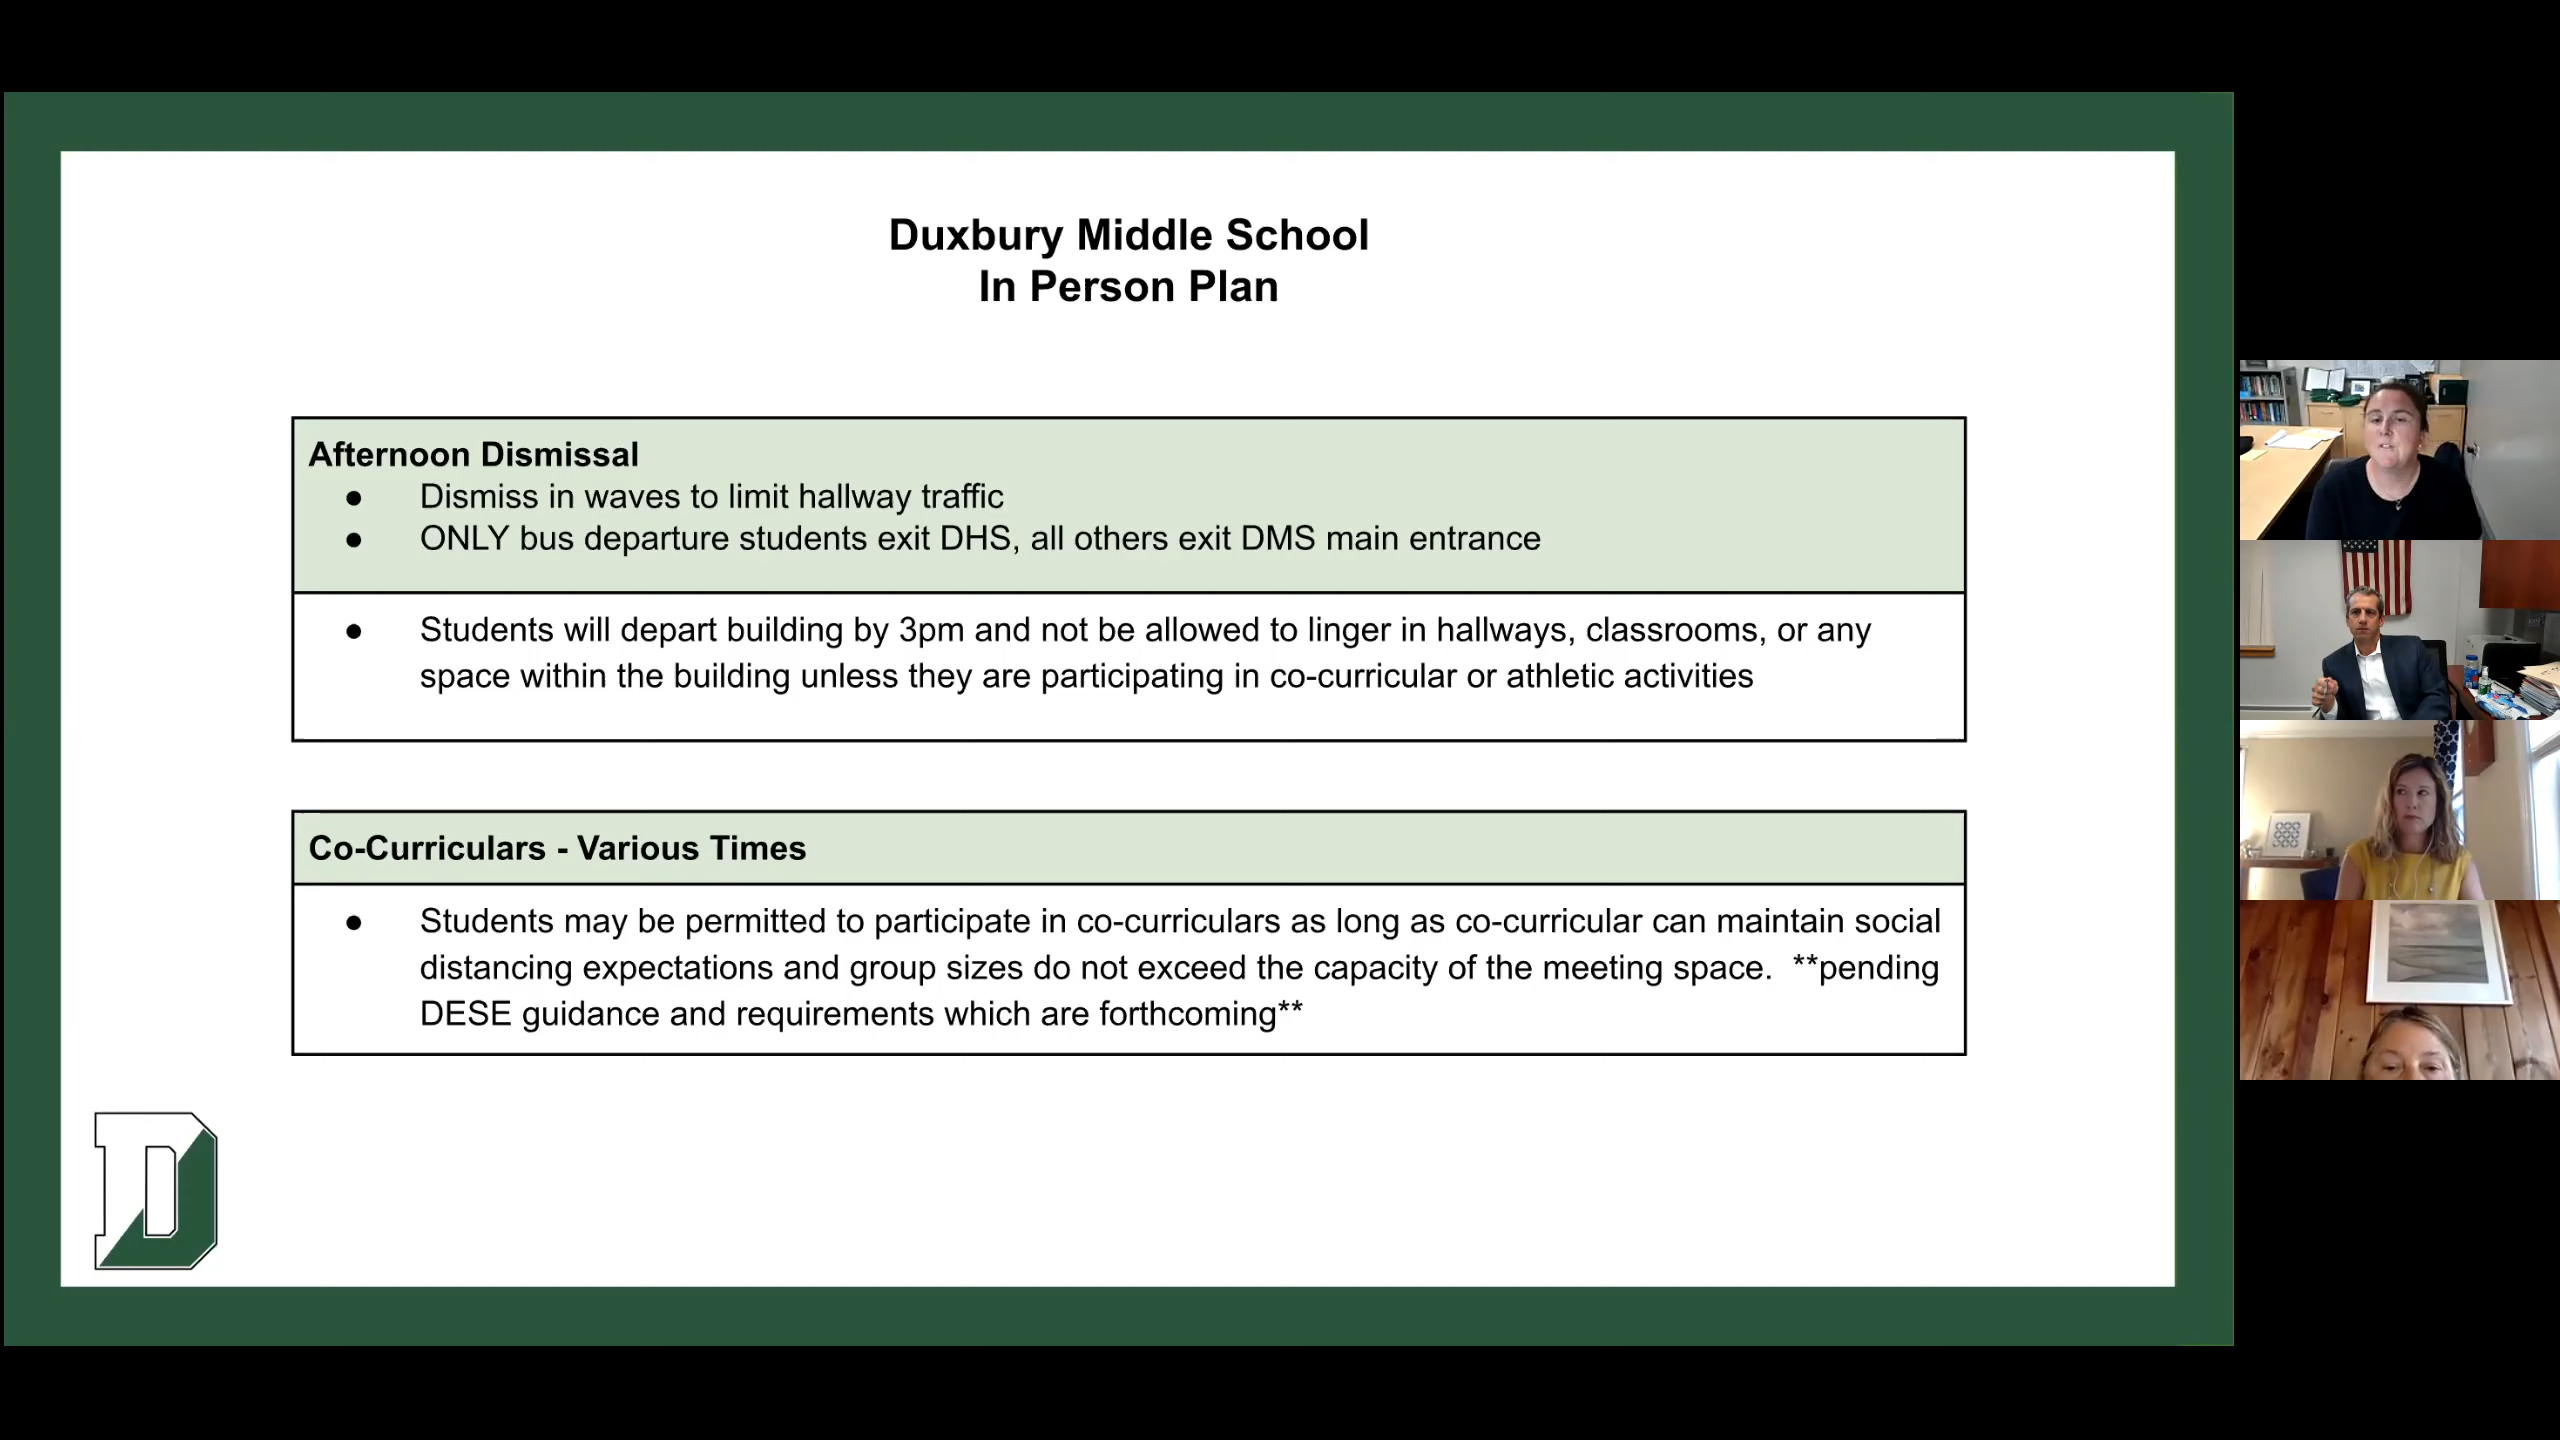 Duxbury Middle School
In Person Plan
Afternoon Dismissal
● Dismiss in waves to limit hallway traffic
● ONLY bus departure students exit DHS, all others exit DMS main entrance
● Students will depart building by 3pm and not be allowed to linger in hallways, classrooms, or any
space within the building unless they are participating in co-curricular or athletic activities
Co-Curriculars - Various Times
● Students may be permitted to participate in co-curriculars as long as co-curricular can maintain social
distancing expectations and group sizes do not exceed the capacity of the meeting space. **pending
DESE guidance and requirements which are forthcoming**
D